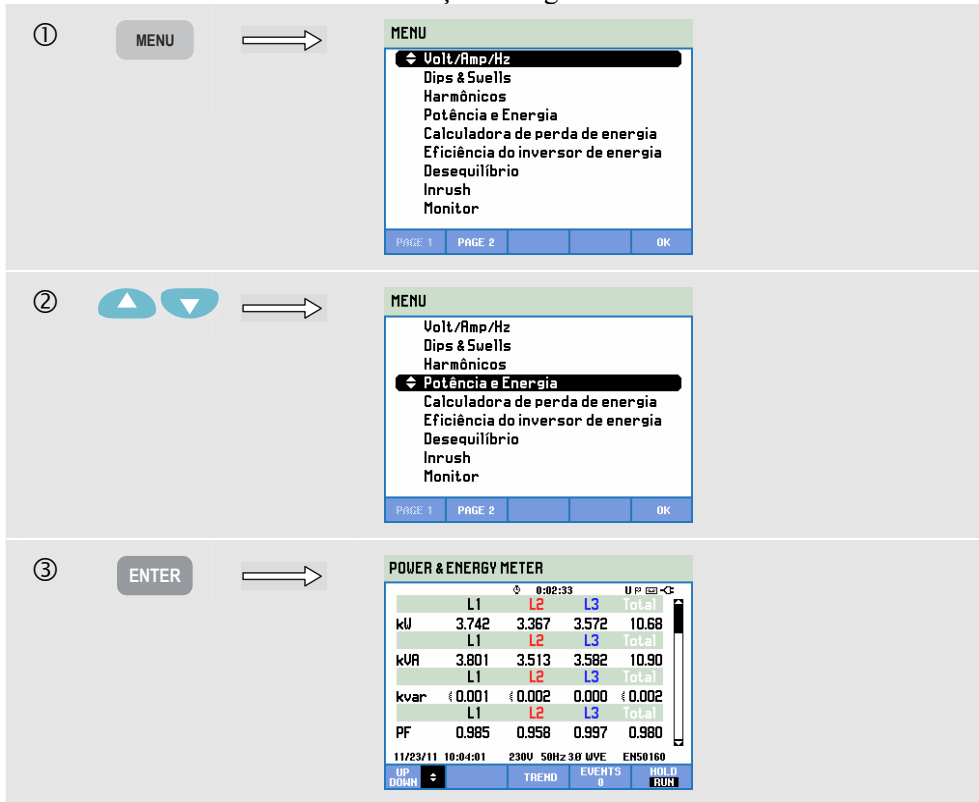 ①
MENU
MENU
Volt/Amp/Hz
Dips & Swells
Harmônicos
Potência e Energia
Calculadora de perda de energia
Eficiência do inversor de energia
Desequilíbrio
Inrush
Monitor
PAGE 1 PAGE 2 OK
②
MENU
Volt/Amp/Hz
Dips & Swells
Harmônicos
Potência e Energia
Calculadora de perda de energia
Eficiência do inversor de energia
Desequilíbrio
Inrush
Monitor
PAGE 1 PAGE 2 OK
③
ENTER
POWER & ENERGY METER
0:02:33 U
L1 L2 L3 Total
kW 3.742 3.367 3.572 10.68
L1 L2 L3 Total
kVA 3.801 3.513 3.582 10.90
L1 L2 L3 Total
kvar 0.001 0.002 0.000 0.002
L1 L2 L3 Total
PF 0.985 0.958 0.997 0.980
11/23/11 10:04:01 230V 50Hz 3.0 WYE EN50160
UP DOWN TREND EVENTS 0 HOLD RUN